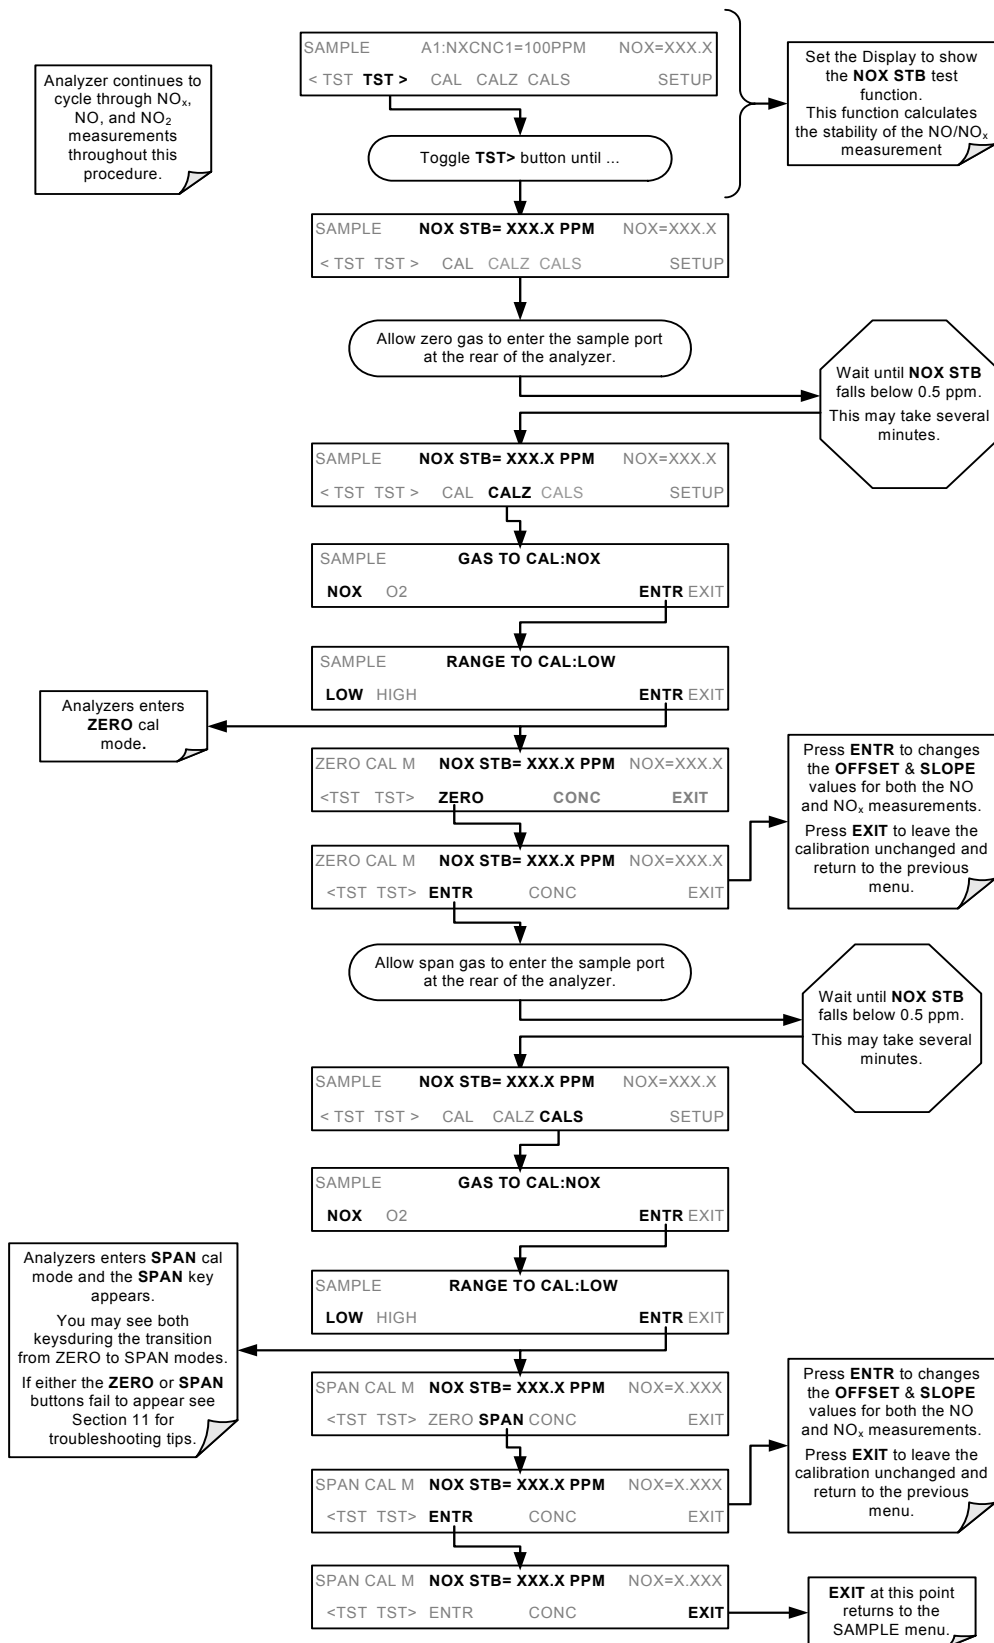 SAMPLE A1:NXCNC1=100PPM NOX=XXX.X
< TST TST > CAL CALZ CALS SETUP
Set the Display to show
the NOX STB test
function.
This function calculates
the stability of the NO/NOx
measurement
Analyzer continues to
cycle through NOx,
NO, and NO2
measurements
throughout this
procedure.
Toggle TST> button until ...
SAMPLE NOX STB= XXX.X PPM NOX=XXX.X
< TST TST > CAL CALZ CALS SETUP
Allow zero gas to enter the sample port
at the rear of the analyzer.
Wait until NOX STB
falls below 0.5 ppm.
This may take several
minutes.
SAMPLE NOX STB= XXX.X PPM NOX=XXX.X
< TST TST > CAL CALZ CALS SETUP
SAMPLE GAS TO CAL:NOX
NOX O2 ENTR EXIT
SAMPLE RANGE TO CAL:LOW
LOW HIGH ENTR EXIT
Analyzers enters
ZERO cal
mode.
ZERO CAL M NOX STB= XXX.X PPM NOX=XXX.X
<TST TST> ZERO CONC EXIT
ZERO CAL M NOX STB= XXX.X PPM NOX=XXX.X
<TST TST> ENTR CONC EXIT
Press ENTR to changes
the OFFSET & SLOPE
values for both the NO
and NOx measurements.
Press EXIT to leave the
calibration unchanged and
return to the previous
menu.
Allow span gas to enter the sample port
at the rear of the analyzer.
Wait until NOX STB
falls below 0.5 ppm.
This may take several
minutes.
SAMPLE NOX STB= XXX.X PPM NOX=XXX.X
< TST TST > CAL CALZ CALS SETUP
SAMPLE GAS TO CAL:NOX
NOX O2 ENTR EXIT
SAMPLE RANGE TO CAL:LOW
LOW HIGH ENTR EXIT
Analyzers enters SPAN cal
mode and the SPAN key
appears.
You may see both
keysduring the transition
from ZERO to SPAN modes.
If either the ZERO or SPAN
buttons fail to appear see
Section 11 for
troubleshooting tips.
SPAN CAL M NOX STB= XXX.X PPM NOX=X.XXX
<TST TST> ZERO SPAN CONC EXIT
SPAN CAL M NOX STB= XXX.X PPM NOX=X.XXX
<TST TST> ENTR CONC EXIT
Press ENTR to changes
the OFFSET & SLOPE
values for both the NO
and NOx measurements.
Press EXIT to leave the
calibration unchanged and
return to the previous
menu.
SPAN CAL M NOX STB= XXX.X PPM NOX=X.XXX
<TST TST> ENTR CONC EXIT
EXIT at this point
returns to the
SAMPLE menu.